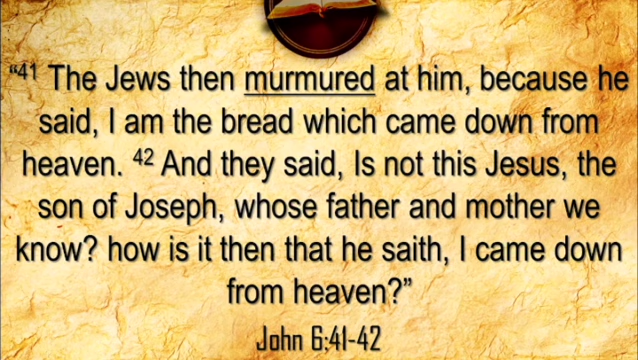 “41 The Jews then murmured at him, because he
said, I am the bread which came down from
heaven. 42 And they said, Is not this Jesus, the
son of Joseph, whose father and mother we
know? how is it then that he saith, I came down
from heaven?”
John 6:41-42